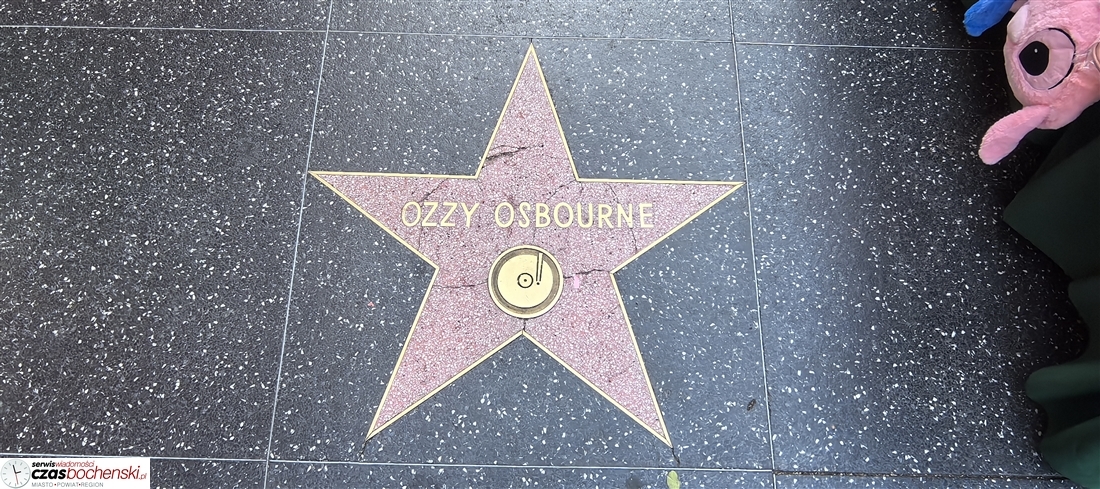 OZZY OSBOURNE
serwis wiadomości
czasbochenski.pl
MIASTO•POWIAT•REGION